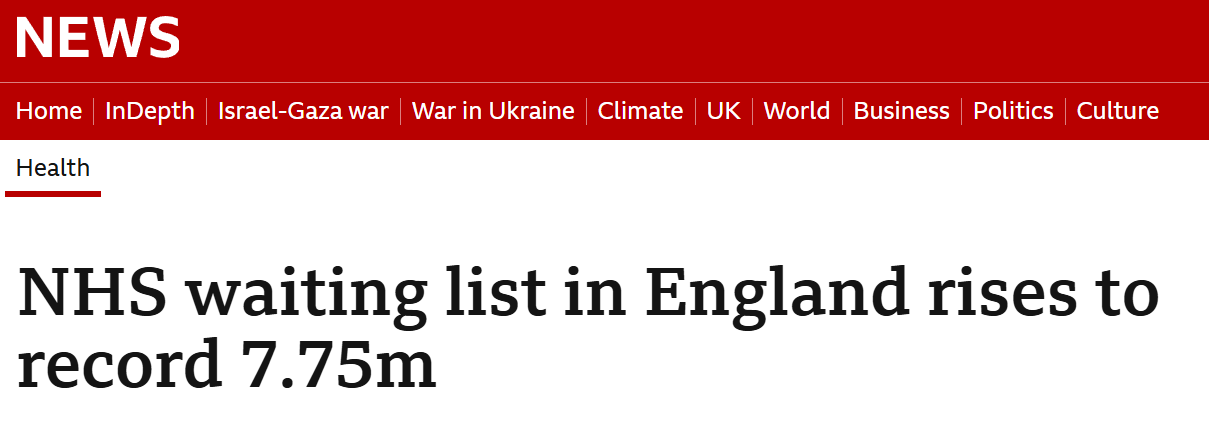 NEWS
Home InDepth Israel-Gaza war War in Ukraine Climate UK World Business Politics Culture
Health
NHS waiting list in England rises to
record 7.75m